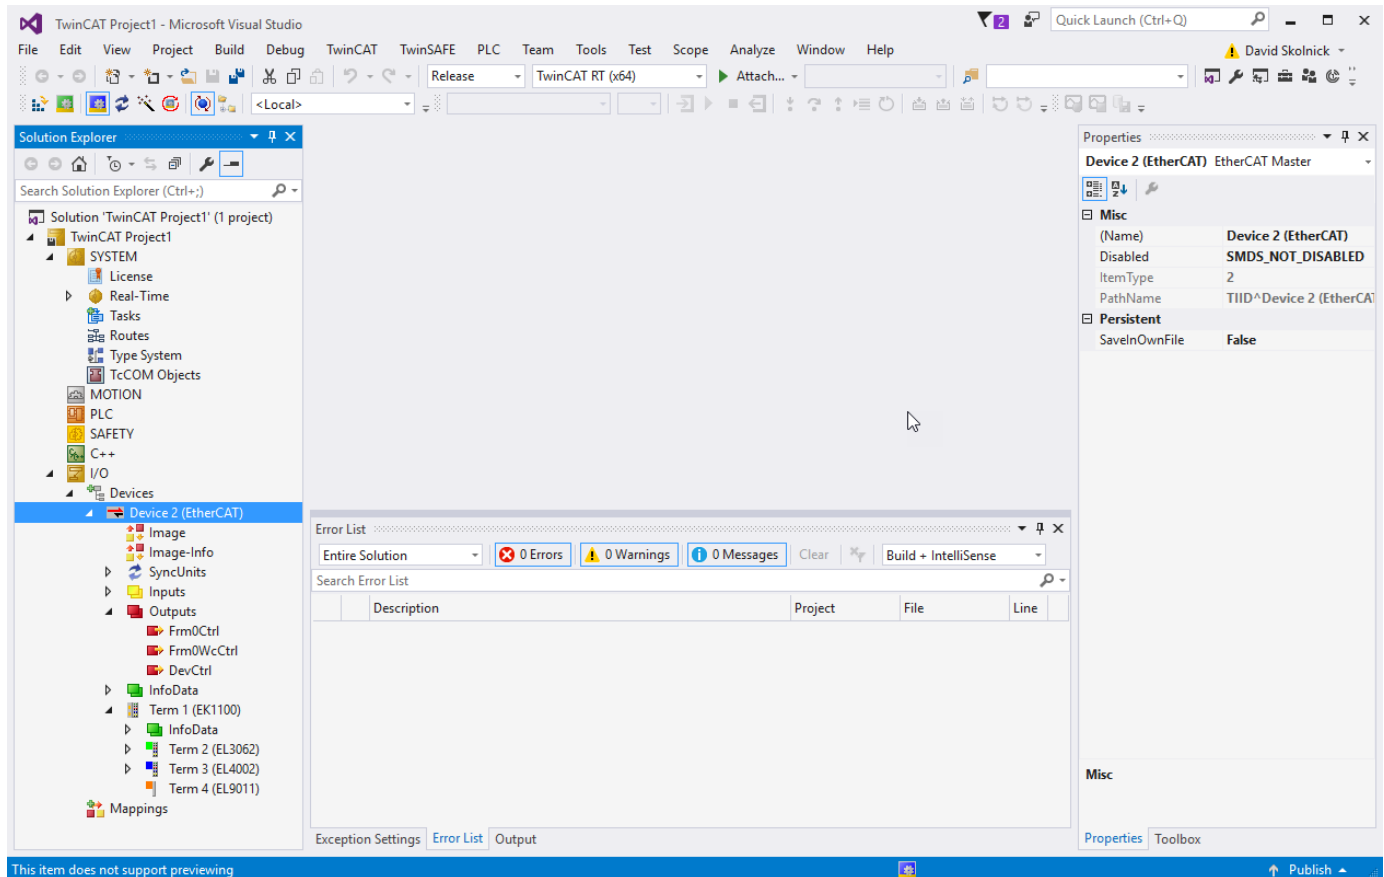 TwinCAT Project1 - Microsoft Visual Studio
2
Quick Launch (Ctrl+Q)
File Edit View Project Build Debug TwinCAT TwinSAFE PLC Team Tools Test Scope Analyze Window Help
David Skolnick
Release
TwinCAT RT (x64)
Attach...
<Local>
Solution Explorer
Search Solution Explorer (Ctrl+;)
Solution 'TwinCAT Project1' (1 project)
TwinCAT Project1
SYSTEM
License
Real-Time
Tasks
Routes
Type System
TcCOM Objects
MOTION
PLC
SAFETY
C++
I/O
Devices
Device 2 (EtherCAT)
Image
Image-Info
SyncUnits
Inputs
Outputs
Frm0Ctrl
Frm0WcCtrl
DevCtrl
InfoData
Term 1 (EK1100)
InfoData
Term 2 (EL3062)
Term 3 (EL4002)
Term 4 (EL9011)
Mappings
Error List
Entire Solution
0 Errors
0 Warnings
0 Messages
Clear
Build + IntelliSense
Search Error List
Description Project File Line
Exception Settings Error List Output
Properties
Device 2 (EtherCAT) EtherCAT Master
Misc
(Name) Device 2 (EtherCAT)
Disabled SMDS_NOT_DISABLED
ItemType 2
PathName TIID^Device 2 (EtherCAT
Persistent
SaveInOwnFile False
Misc
Properties Toolbox
This item does not support previewing
Publish